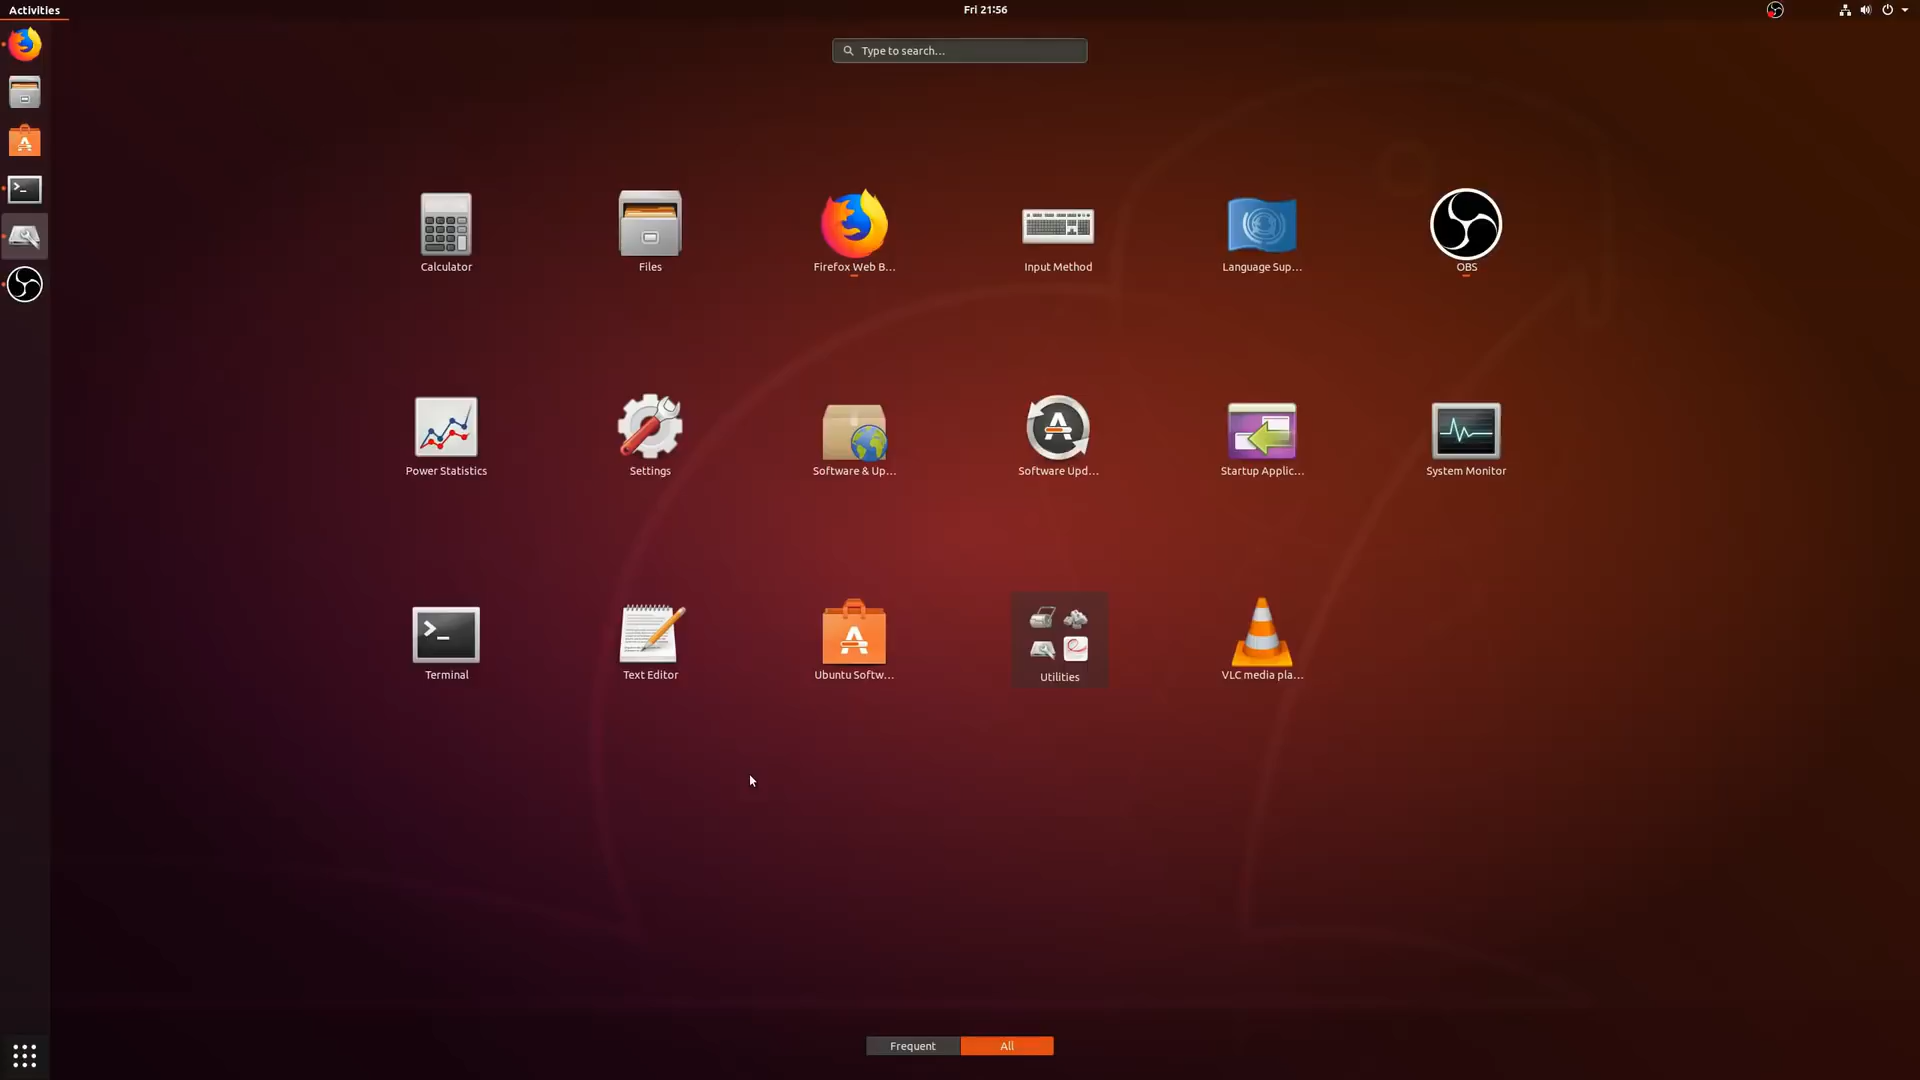 Activities
Fri 21:56
Type to search...
Calculator
Files
Firefox Web B...
Input Method
Language Sup...
OBS
Power Statistics
Settings
Software & Up...
Software Upd...
Startup Applic...
System Monitor
Terminal
Text Editor
Ubuntu Softw...
Utilities
VLC media pla...
Frequent
All